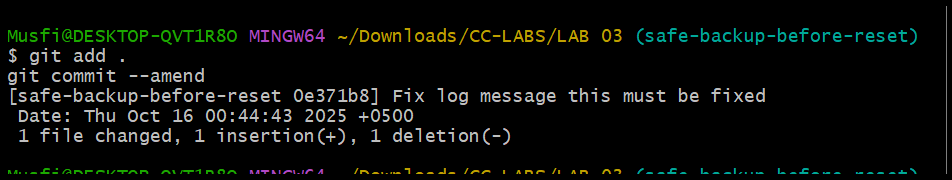 Musfi@DESKTOP-QVT1R8O MINGW64 ~/Downloads/CC-LABS/LAB 03 (safe-backup-before-reset)
$ git add .
git commit --amend
[safe-backup-before-reset 0e371b8] Fix log message this must be fixed
 Date: Thu Oct 16 00:44:43 2025 +0500
 1 file changed, 1 insertion(+), 1 deletion(-)
Musfi@DESKTOP-QVT1R8O MINGW64 ~/Downloads/CC-LABS/LAB 03 (safe-backup-before-reset)